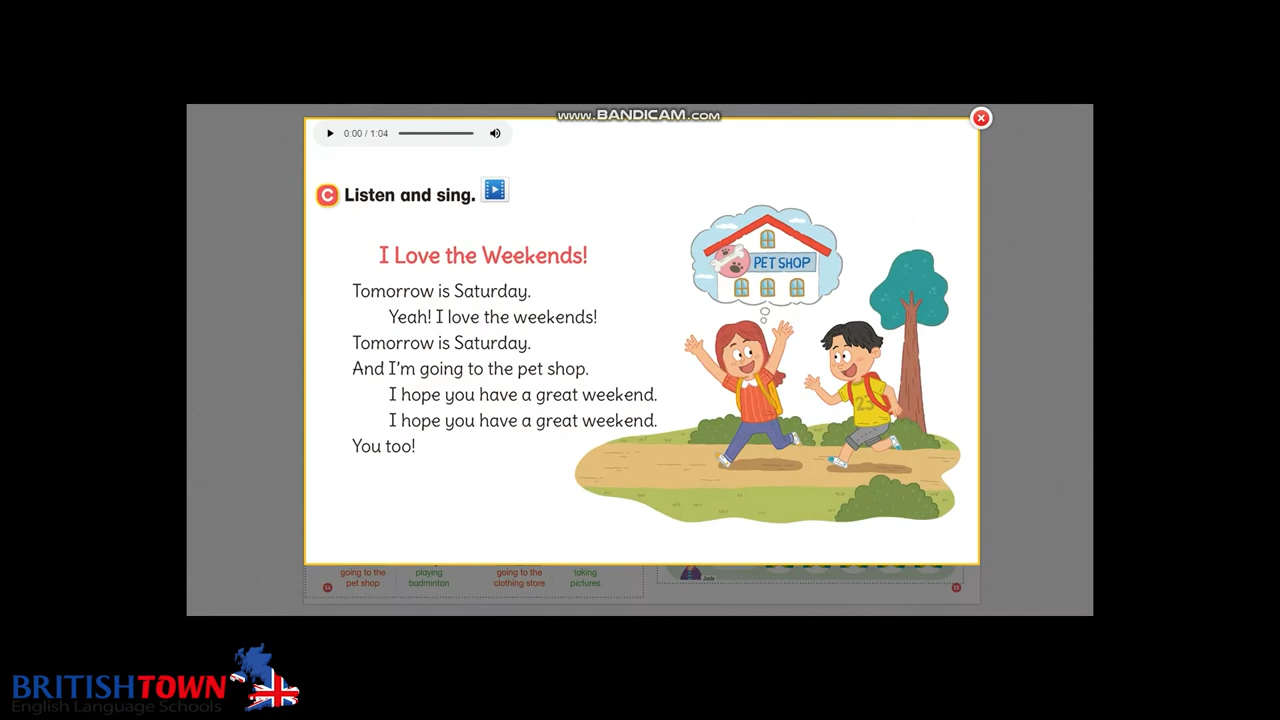 www.BANDICAM.com
0:00 / 1:04
C Listen and sing.
I Love the Weekends!
Tomorrow is Saturday.
Yeah! I love the weekends!
Tomorrow is Saturday.
And I'm going to the pet shop.
I hope you have a great weekend.
I hope you have a great weekend.
You too!
PET SHOP
23
going to the
pet shop
playing
badminton
going to the
clothing store
taking
pictures
Jade
BRITISHTOWN
English Language Schools